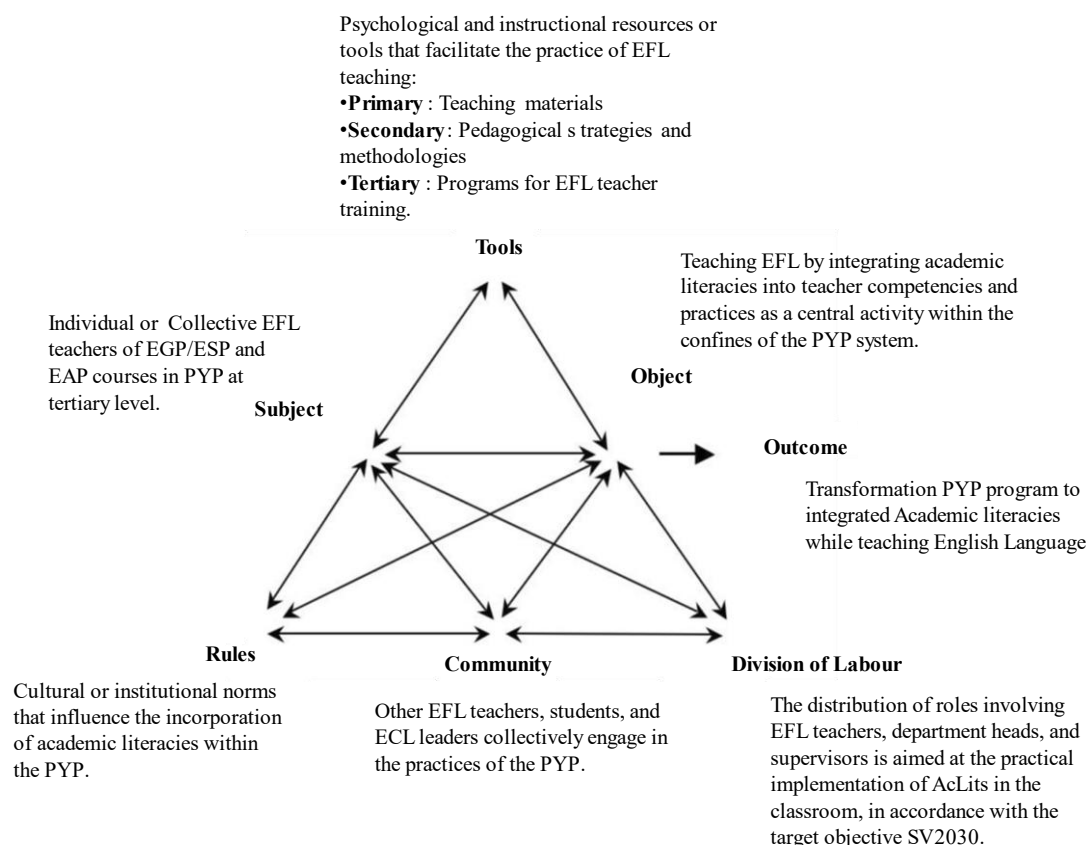 Psychological and instructional resources or
tools that facilitate the practice of EFL
teaching:
•Primary : Teaching materials
•Secondary: Pedagogical s trategies and
methodologies
•Tertiary : Programs for EFL teacher
training.
Tools
Teaching EFL by integrating academic
literacies into teacher competencies and
practices as a central activity within the
confines of the PYP system.
Object
Individual or Collective EFL
teachers of EGP/ESP and
EAP courses in PYP at
tertiary level.
Subject
Outcome
Transformation PYP program to
integrated Academic literacies
while teaching English Language
Rules
Cultural or institutional norms
that influence the incorporation
of academic literacies within
the PYP.
Community
Other EFL teachers, students, and
ECL leaders collectively engage in
the practices of the PYP.
Division of Labour
The distribution of roles involving
EFL teachers, department heads, and
supervisors is aimed at the practical
implementation of AcLits in the
classroom, in accordance with the
target objective SV2030.